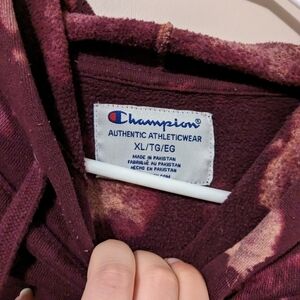 Champion®
AUTHENTIC ATHLETICWEAR
XL/TG/EG
MADE IN PAKISTAN
FABRIQUÉ AU PAKISTAN
HECHO EN PAKISTAN